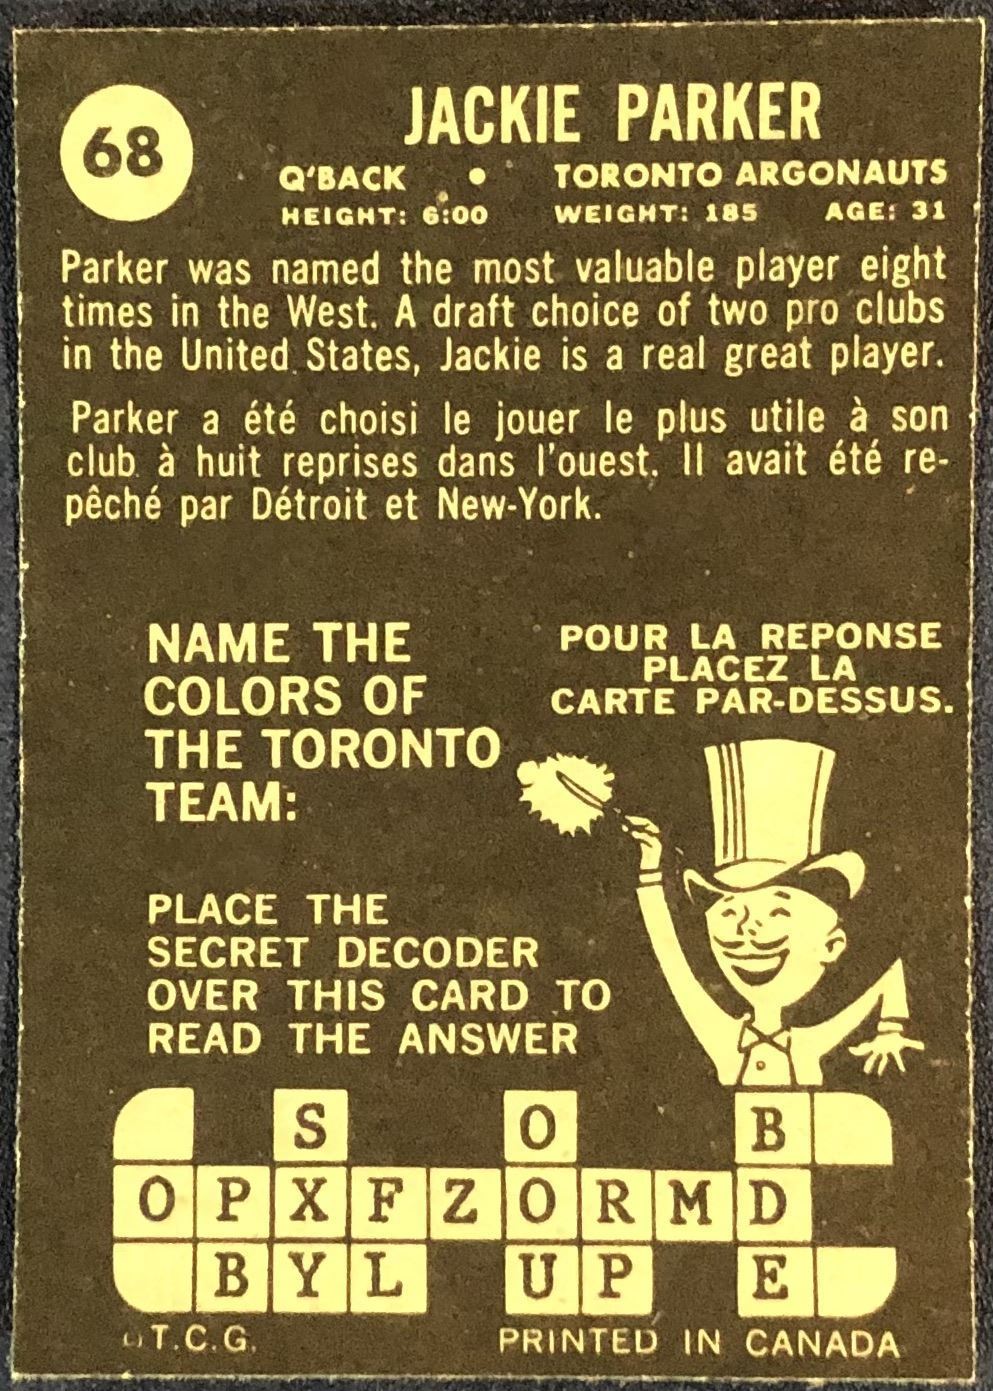 68
JACKIE PARKER
Q'BACK • TORONTO ARGONAUTS
HEIGHT: 6:00 WEIGHT: 185 AGE: 31
Parker was named the most valuable player eight
times in the West. A draft choice of two pro clubs
in the United States, Jackie is a real great player.
Parker a été choisi le jouer le plus utile à son
club à huit reprises dans l'ouest. Il avait été re-
pêché par Détroit et New-York.
NAME THE
COLORS OF
THE TORONTO
TEAM:
POUR LA REPONSE
PLACEZ LA
CARTE PAR-DESSUS.
PLACE THE
SECRET DECODER
OVER THIS CARD TO
READ THE ANSWER
S O B
O P X F Z O R M D
B Y L U P E
T.C.G. PRINTED IN CANADA